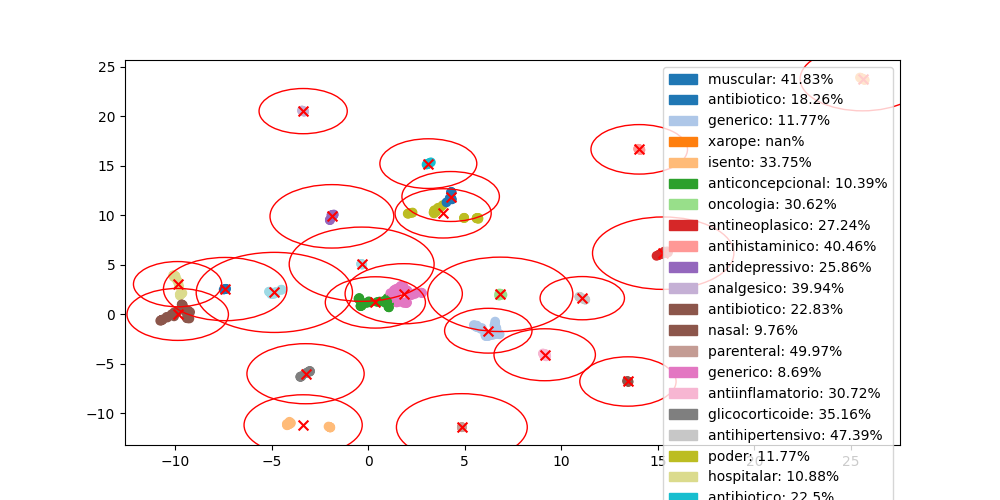 25
20
15
10
5
0
−5
−10
−10
−5
0
5
10
15
20
25
muscular: 41.83%
antibiotico: 18.26%
generico: 11.77%
xarope: nan%
isento: 33.75%
anticoncepcional: 10.39%
oncologia: 30.62%
antineoplasico: 27.24%
antihistaminico: 40.46%
antidepressivo: 25.86%
analgesico: 39.94%
antibiotico: 22.83%
nasal: 9.76%
parenteral: 49.97%
generico: 8.69%
antiinflamatorio: 30.72%
glicocorticoide: 35.16%
antihipertensivo: 47.39%
poder: 11.77%
hospitalar: 10.88%
antibiotico: 22.5%